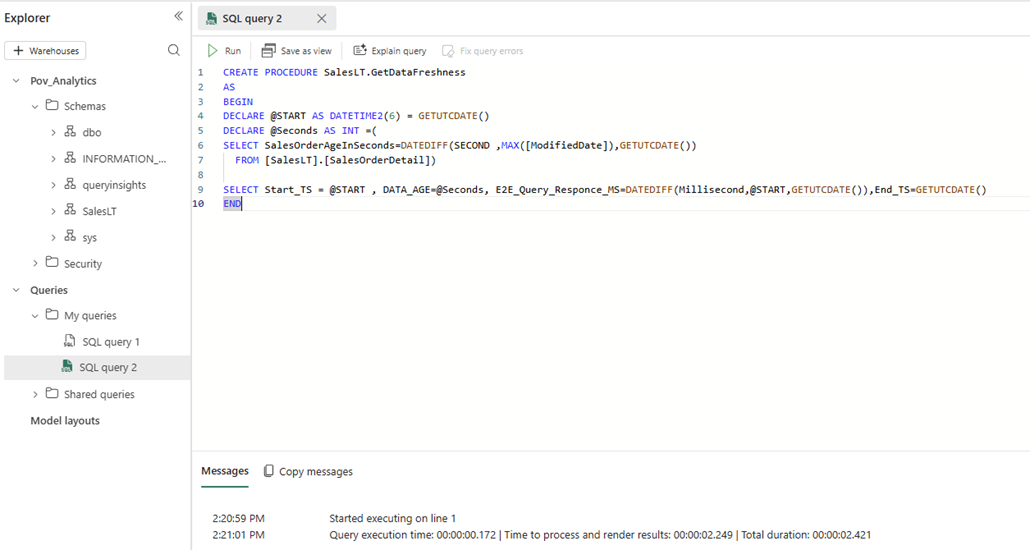 Explorer
+ Warehouses
Pov_Analytics
Schemas
dbo
INFORMATION_...
queryinsights
SalesLT
sys
Security
Queries
My queries
SQL query 1
SQL query 2
Shared queries
Model layouts
SQL query 2
Run Save as view Explain query Fix query errors
1 CREATE PROCEDURE SalesLT.GetDataFreshness
2 AS
3 BEGIN
4 DECLARE @START AS DATETIME2(6) = GETUTCDATE()
5 DECLARE @Seconds AS INT =(
6 SELECT SalesOrderAgeInSeconds=DATEDIFF(SECOND ,MAX([ModifiedDate]),GETUTCDATE())
7 FROM [SalesLT].[SalesOrderDetail])
8
9 SELECT Start_TS = @START , DATA_AGE=@Seconds, E2E_Query_Responce_MS=DATEDIFF(Millisecond,@START,GETUTCDATE()),End_TS=GETUTCDATE()
10 END
Messages Copy messages
2:20:59 PM Started executing on line 1
2:21:01 PM Query execution time: 00:00:00.172 | Time to process and render results: 00:00:02.249 | Total duration: 00:00:02.421